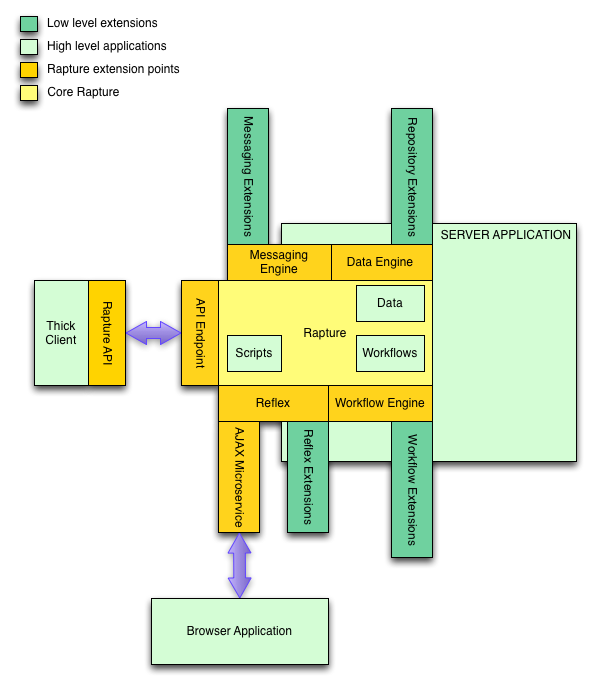 Low level extensions
High level applications
Rapture extension points
Core Rapture
Messaging Extensions
Repository Extensions
SERVER APPLICATION
Messaging
Engine
Data Engine
Thick
Client
Rapture API
API Endpoint
Data
Rapture
Scripts
Workflows
Reflex
Workflow Engine
AJAX Microservice
Reflex Extensions
Workflow Extensions
Browser Application